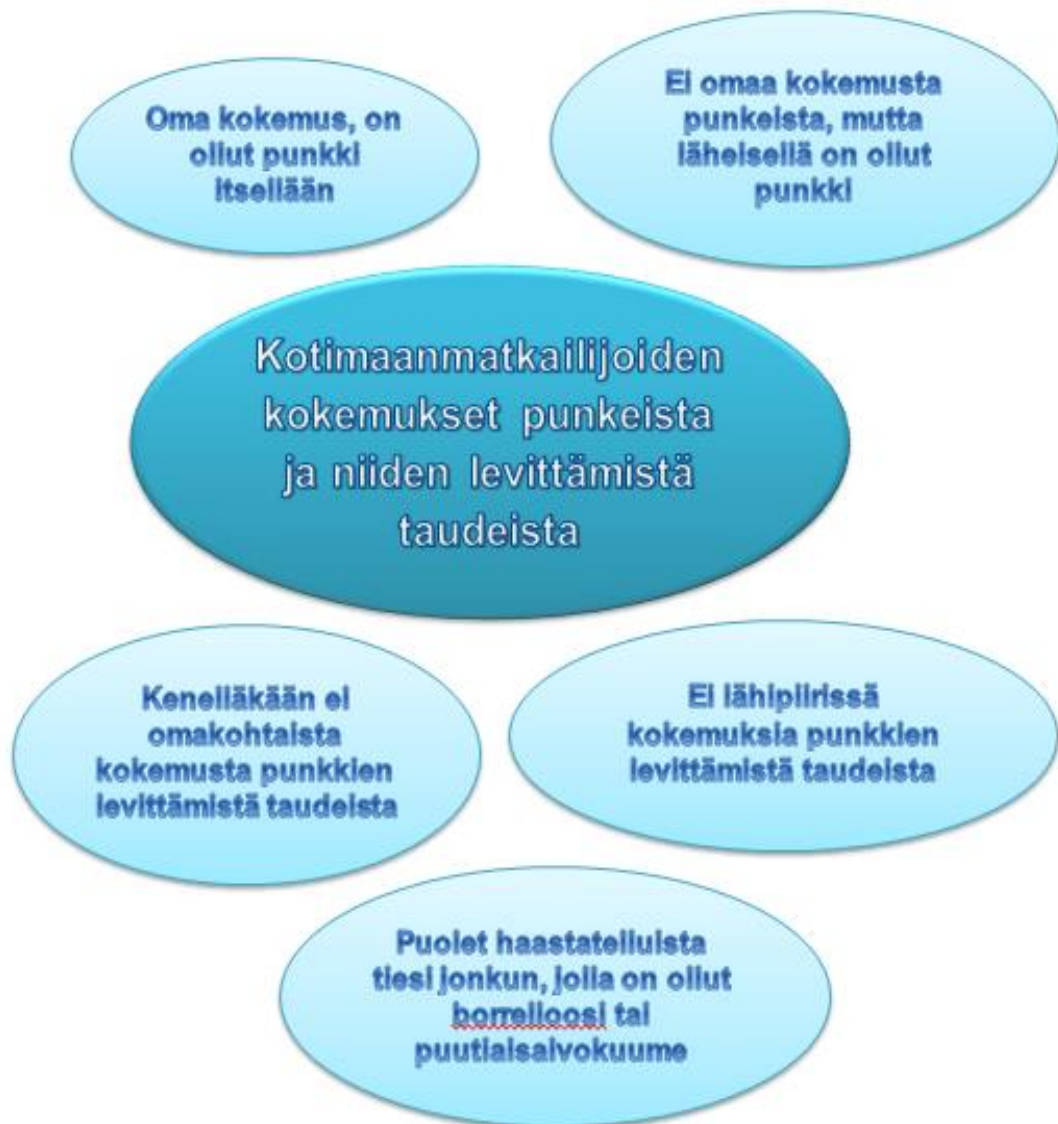 Oma kokemus, on
ollut punkki
itsellään
Ei omaa kokemusta
punkeista, mutta
läheisellä on ollut
punkki
Kotimaanmatkailijoiden
kokemukset punkeista
ja niiden levittämistä
taudeista
Kenelläkään ei
omakohtaista
kokemusta punkkien
levittämistä taudeista
Ei lähipiirissä
kokemuksia punkkien
levittämistä taudeista
Puolet haastatelluista
tiesi jonkun, jolla on ollut
borrelioosi tai
puutiaisaivokuume